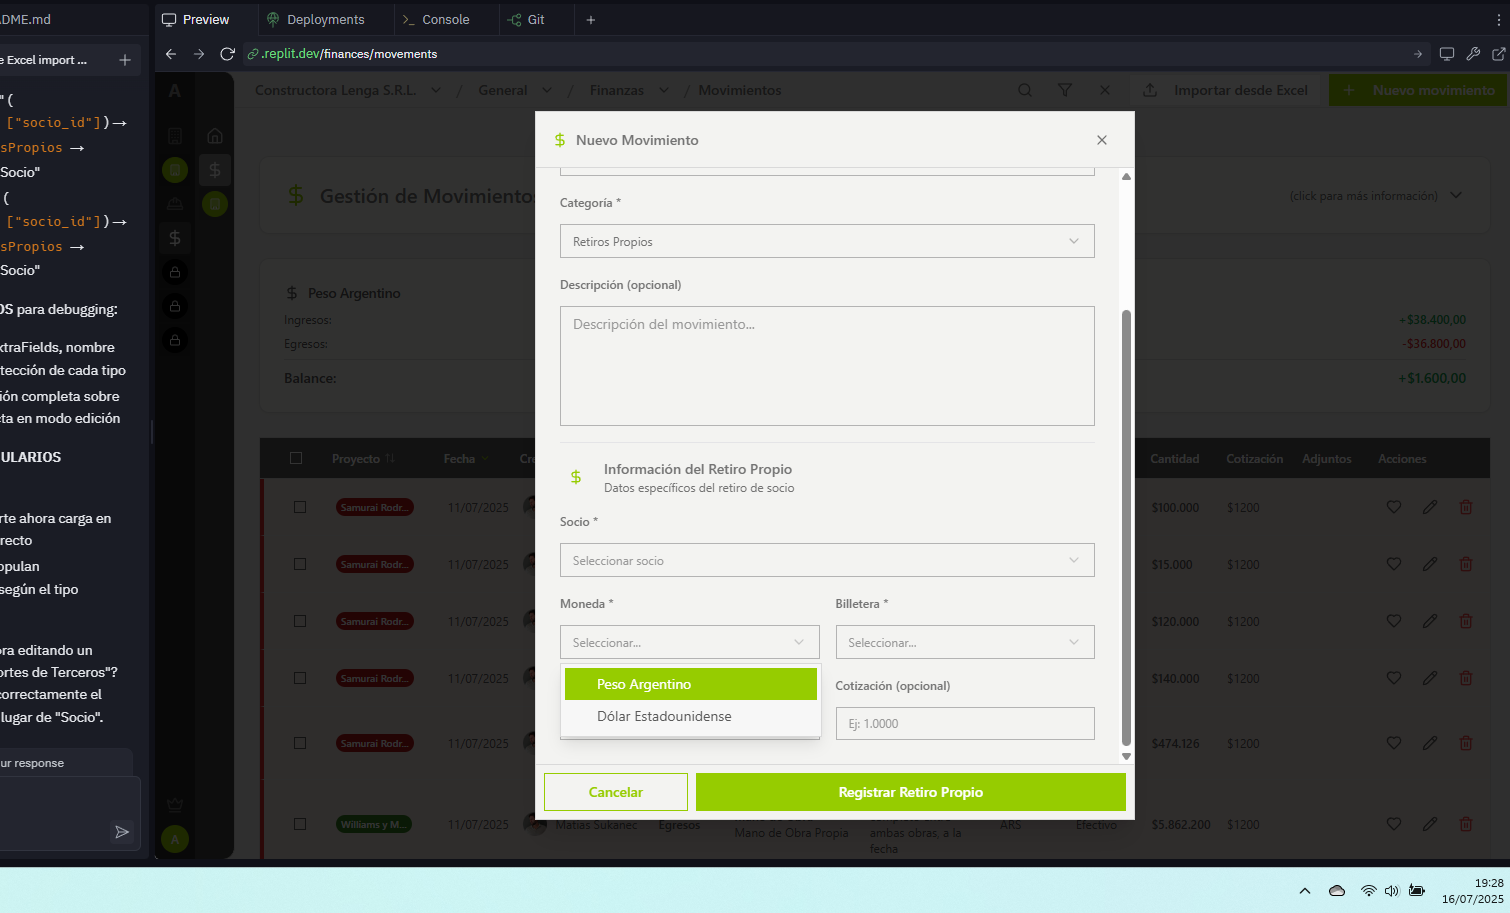 DME.md
Preview
Deployments
Console
Git
e Excel import ...
.replit.dev/finances/movements
"(
["socio_id"])→
sPropios →
Socio"
(
["socio_id"])→
sPropios →
Socio"
OS para debugging:
xtraFields, nombre
tección de cada tipo
ión completa sobre
cta en modo edición
ULARIOS
rte ahora carga en
recto
opulan
según el tipo
ora editando un
ortes de Terceros"?
correctamente el
lugar de "Socio".
ur response
A
A
Constructora Lenga S.R.L.
/
General
/
Finanzas
/
Movimientos
Importar desde Excel
+ Nuevo movimiento
$ Gestión de Movimientos
(click para más información)
$ Peso Argentino
Ingresos:
+$38.400,00
Egresos:
-$36.800,00
Balance:
+$1.600,00
Proyecto
Fecha
Cre
Cantidad
Cotización
Adjuntos
Acciones
Samurai Rodr...
11/07/2025
$100.000
$1200
Samurai Rodr...
11/07/2025
$15.000
$1200
Samurai Rodr...
11/07/2025
$120.000
$1200
Samurai Rodr...
11/07/2025
$140.000
$1200
Samurai Rodr...
11/07/2025
$474.126
$1200
Williams y M...
11/07/2025
Matias Sukanec
Egresos
Mano de Obra Propia
ambas obras, a la
fecha
ARS
Efectivo
$5.862.200
$1200
$ Nuevo Movimiento
Categoría *
Retiros Propios
Descripción (opcional)
Descripción del movimiento...
$ Información del Retiro Propio
Datos específicos del retiro de socio
Socio *
Seleccionar socio
Moneda *
Billetera *
Seleccionar...
Seleccionar...
Peso Argentino
Dólar Estadounidense
Cotización (opcional)
Ej: 1.0000
Cancelar
Registrar Retiro Propio
19:28
16/07/2025